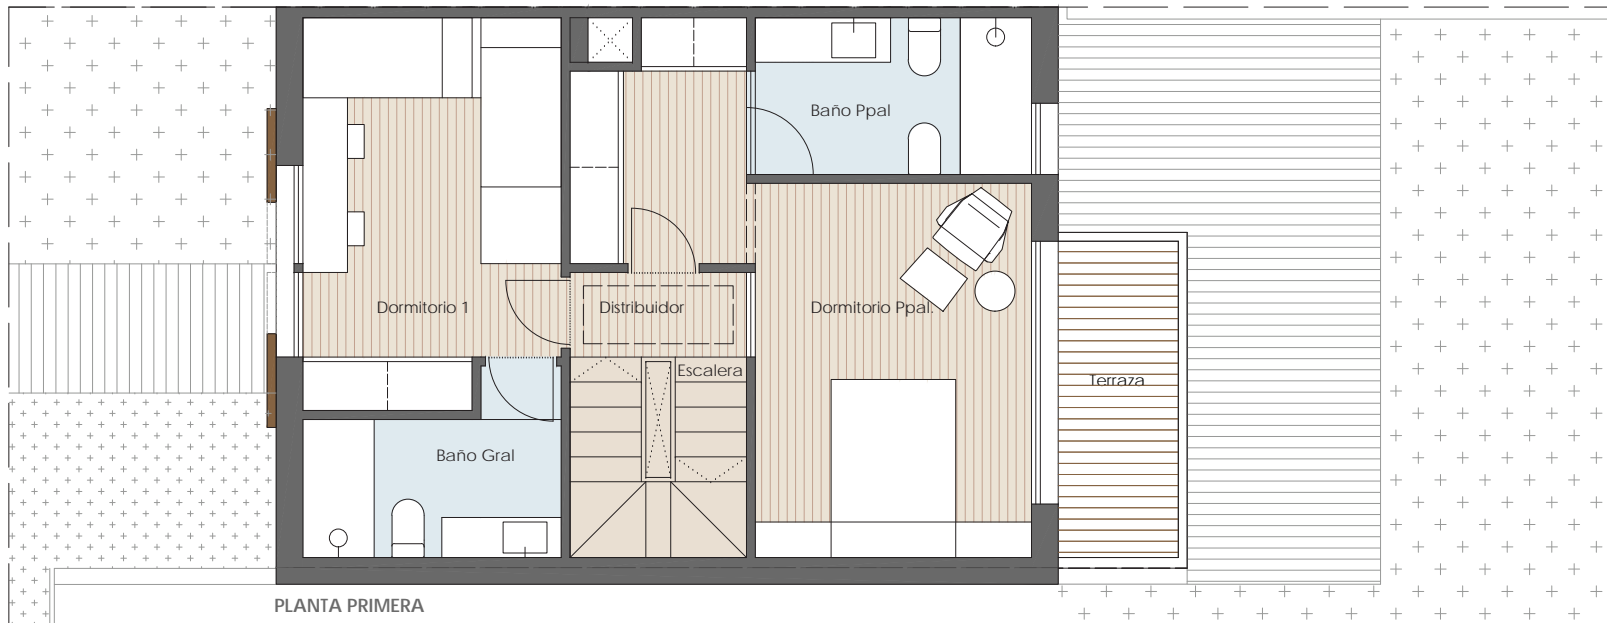 Baño Ppal
Dormitorio 1
Distribuidor
Dormitorio Ppal.
Escalera
Terraza
Baño Gral
PLANTA PRIMERA